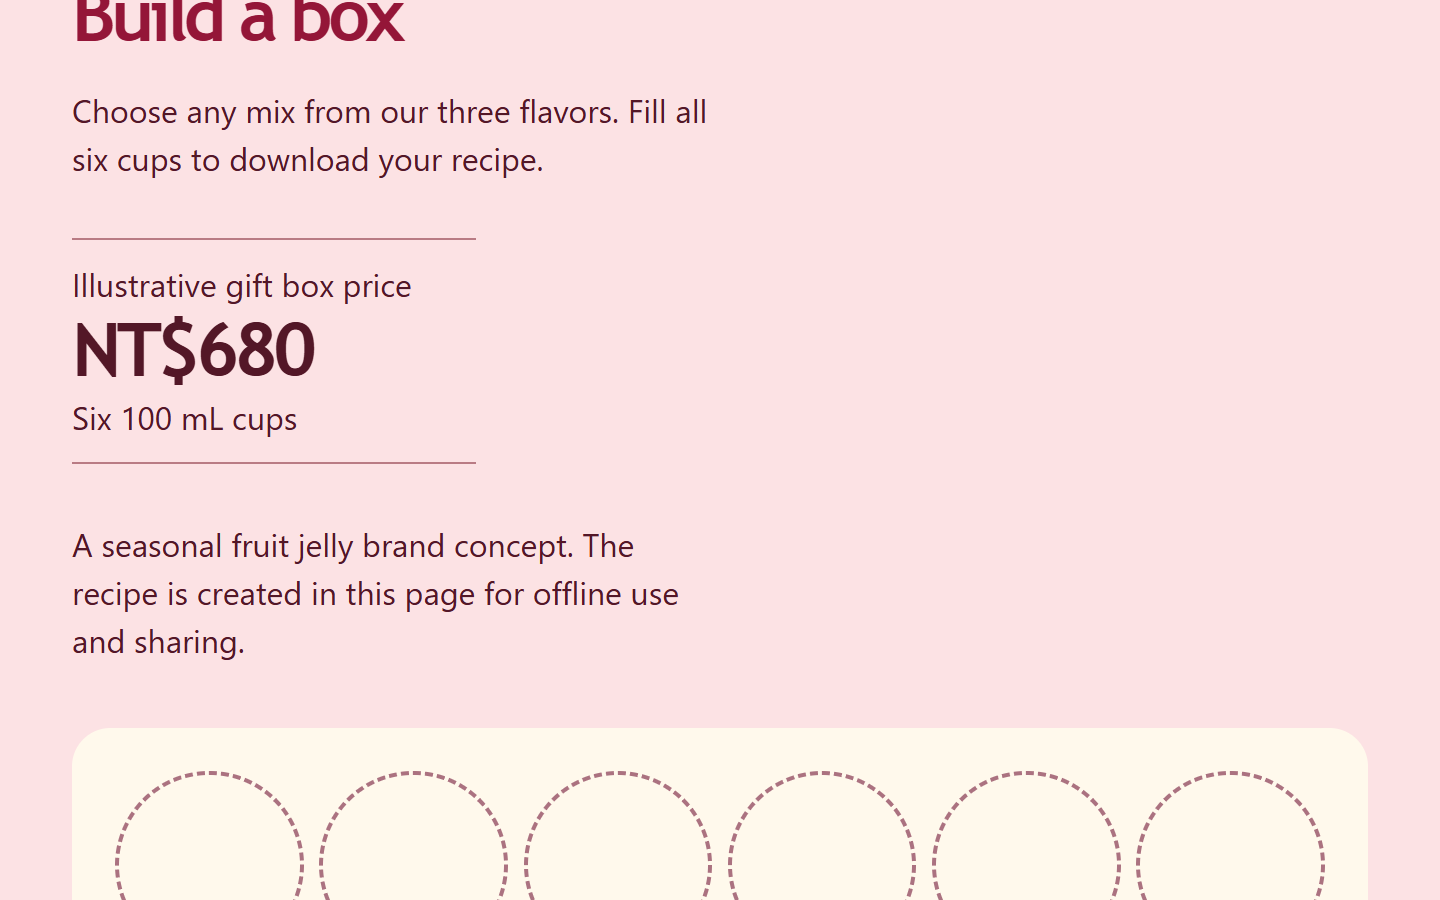 Build a box
Choose any mix from our three flavors. Fill all
six cups to download your recipe.
Illustrative gift box price
NT$680
Six 100 mL cups
A seasonal fruit jelly brand concept. The
recipe is created in this page for offline use
and sharing.